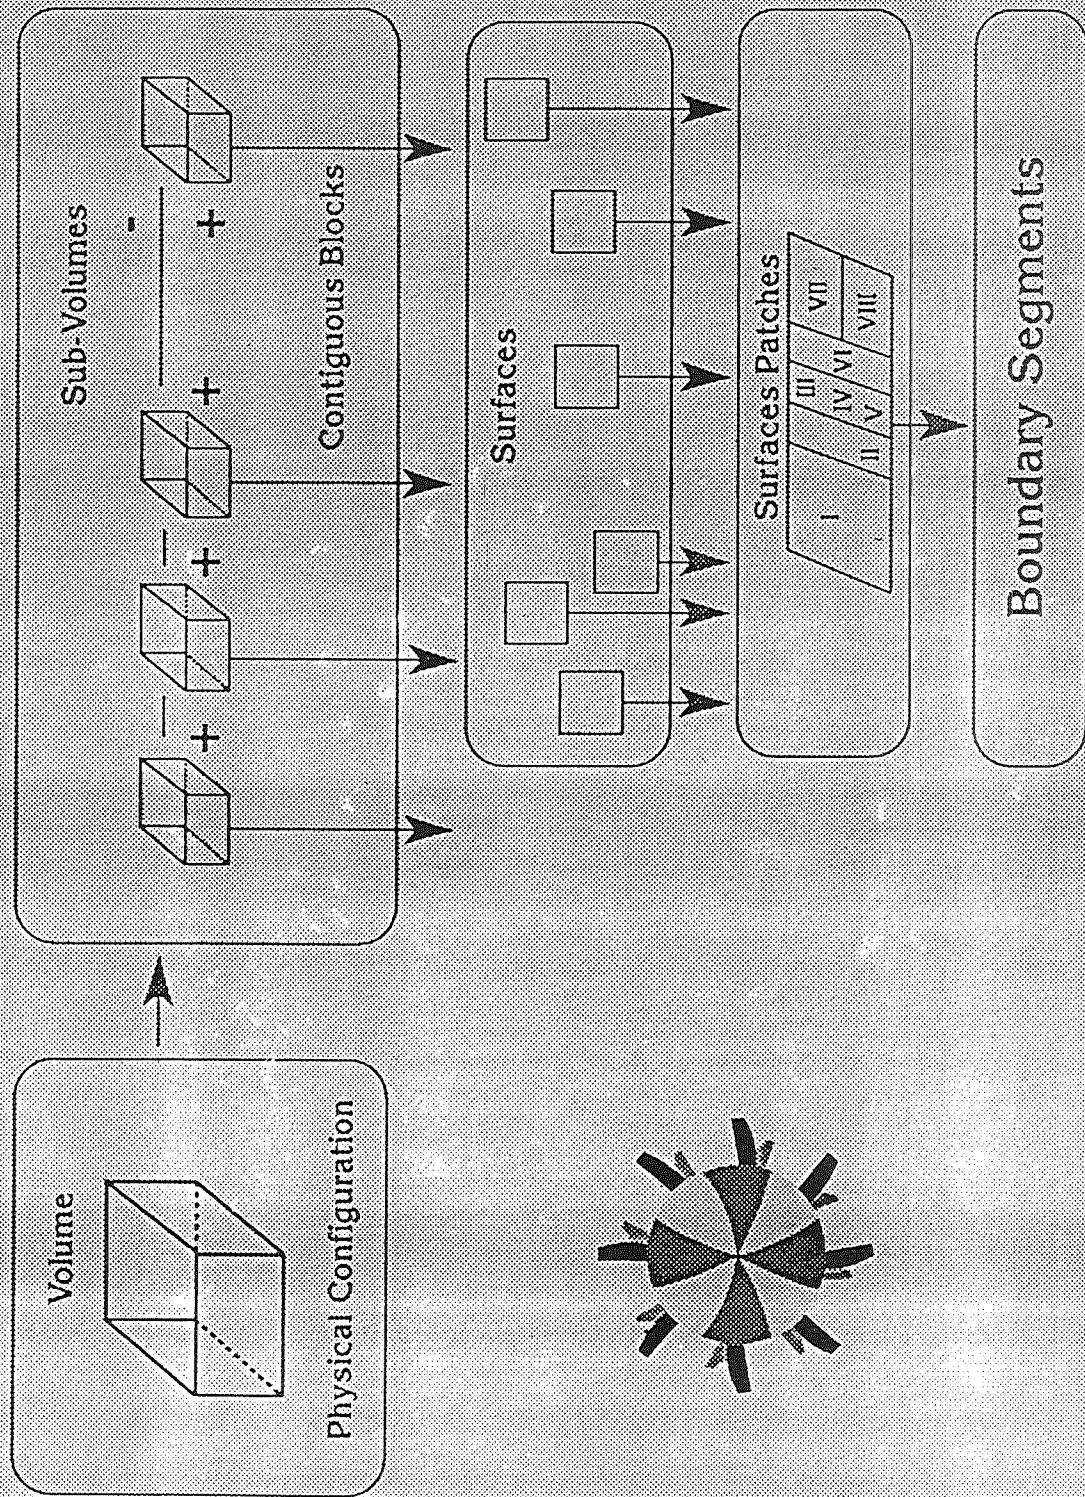 Volume
Physical Configuration
Sub-Volumes
-
+ + + +
Contiguous Blocks
Surfaces
Surfaces Patches
I II III IV V VI VII VIII
Boundary Segments